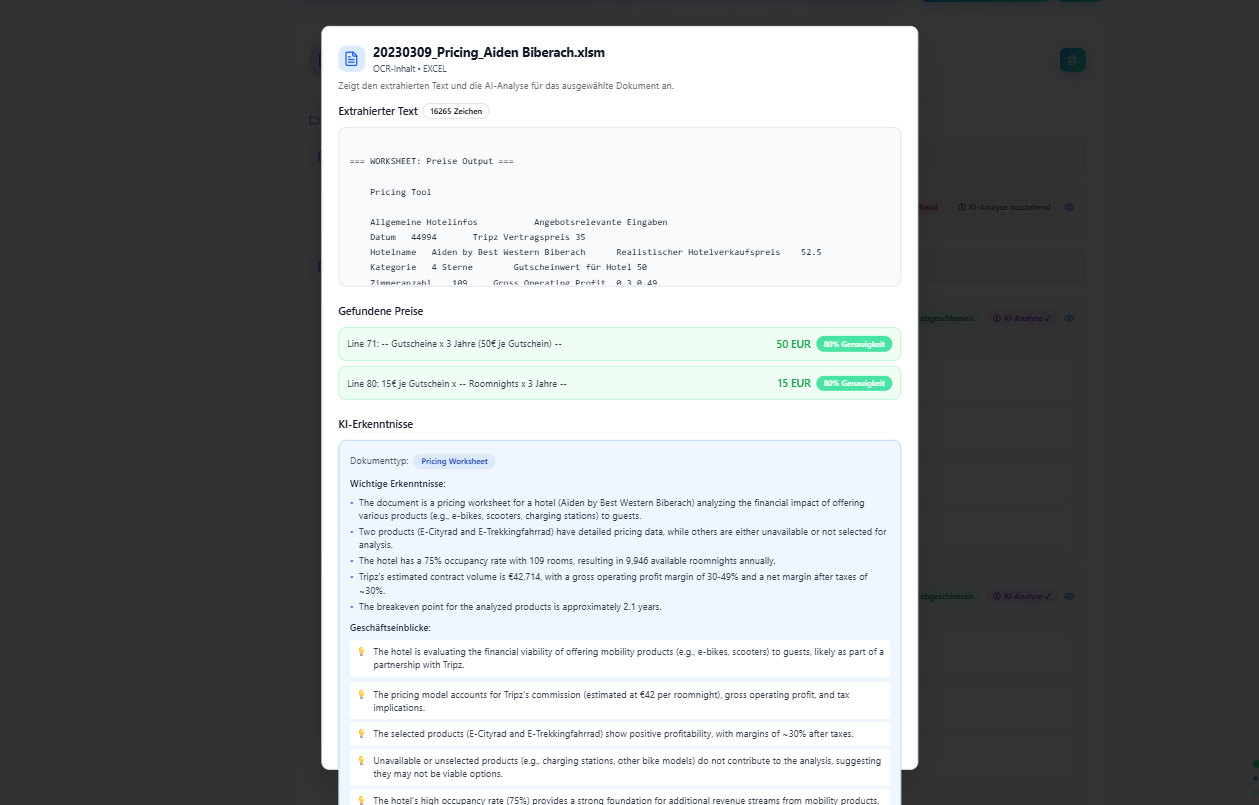 20230309_Pricing_Aiden Biberach.xlsm
OCR-Inhalt • EXCEL
Zeigt den extrahierten Text und die AI-Analyse für das ausgewählte Dokument an.
Extrahierter Text 16265 Zeichen
=== WORKSHEET: Preise Output ===
Pricing Tool
Allgemeine Hotelinfos Angebotsrelevante Eingaben
Datum 44994 Tripz Vertragspreis 35
Hotelname Aiden by Best Western Biberach Realistischer Hotelverkaufspreis 52.5
Kategorie 4 Sterne Gutscheinwert für Hotel 50
Zimmeranzahl 109 Gross Operating Profit 0.3 0.49
KI-Analyse ausstehend
Gefundene Preise
abgeschlossen KI-Analyse ✓
Line 71: -- Gutscheine x 3 Jahre (50€ je Gutschein) -- 50 EUR 80% Genauigkeit
Line 80: 15€ je Gutschein x -- Roomnights x 3 Jahre -- 15 EUR 80% Genauigkeit
KI-Erkenntnisse
Dokumenttyp: Pricing Worksheet
Wichtige Erkenntnisse:
• The document is a pricing worksheet for a hotel (Aiden by Best Western Biberach) analyzing the financial impact of offering
various products (e.g., e-bikes, scooters, charging stations) to guests.
• Two products (E-Cityrad and E-Trekkingfahrrad) have detailed pricing data, while others are either unavailable or not selected for
analysis.
• The hotel has a 75% occupancy rate with 109 rooms, resulting in 9,946 available roomnights annually.
• Tripz's estimated contract volume is €42,714, with a gross operating profit margin of 30-49% and a net margin after taxes of
~30%.
abgeschlossen KI-Analyse ✓
• The breakeven point for the analyzed products is approximately 2.1 years.
Geschäftseinblicke:
The hotel is evaluating the financial viability of offering mobility products (e.g., e-bikes, scooters) to guests, likely as part of a
partnership with Tripz.
The pricing model accounts for Tripz's commission (estimated at €42 per roomnight), gross operating profit, and tax
implications.
The selected products (E-Cityrad and E-Trekkingfahrrad) show positive profitability, with margins of ~30% after taxes.
Unavailable or unselected products (e.g., charging stations, other bike models) do not contribute to the analysis, suggesting
they may not be viable options.
The hotel's high occupancy rate (75%) provides a strong foundation for additional revenue streams from mobility products.